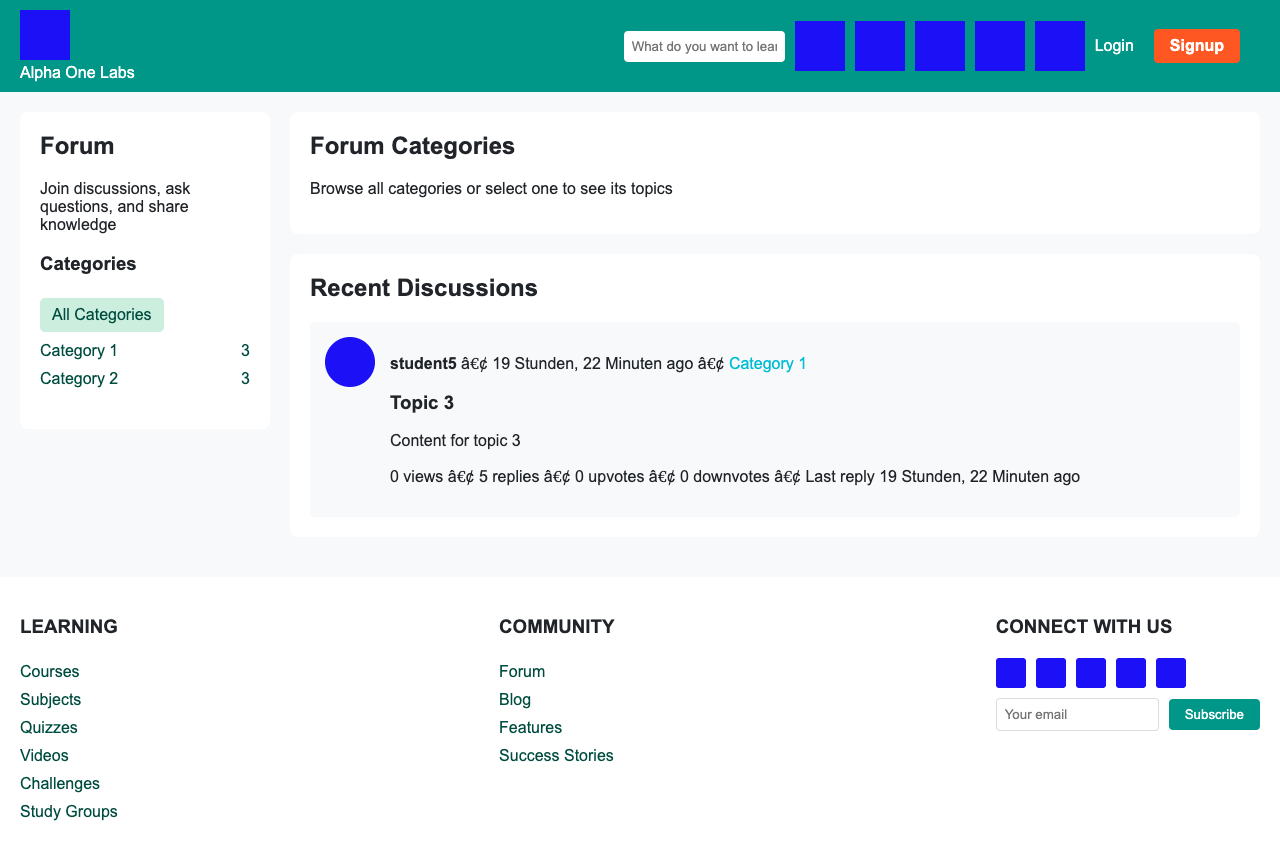 Alpha One Labs
What do you want to lear
Login
Signup
Forum
Join discussions, ask
questions, and share
knowledge
Categories
All Categories
Category 1 3
Category 2 3
Forum Categories
Browse all categories or select one to see its topics
Recent Discussions
student5 â€¢ 19 Stunden, 22 Minuten ago â€¢ Category 1
Topic 3
Content for topic 3
0 views â€¢ 5 replies â€¢ 0 upvotes â€¢ 0 downvotes â€¢ Last reply 19 Stunden, 22 Minuten ago
LEARNING
Courses
Subjects
Quizzes
Videos
Challenges
Study Groups
COMMUNITY
Forum
Blog
Features
Success Stories
CONNECT WITH US
Your email
Subscribe